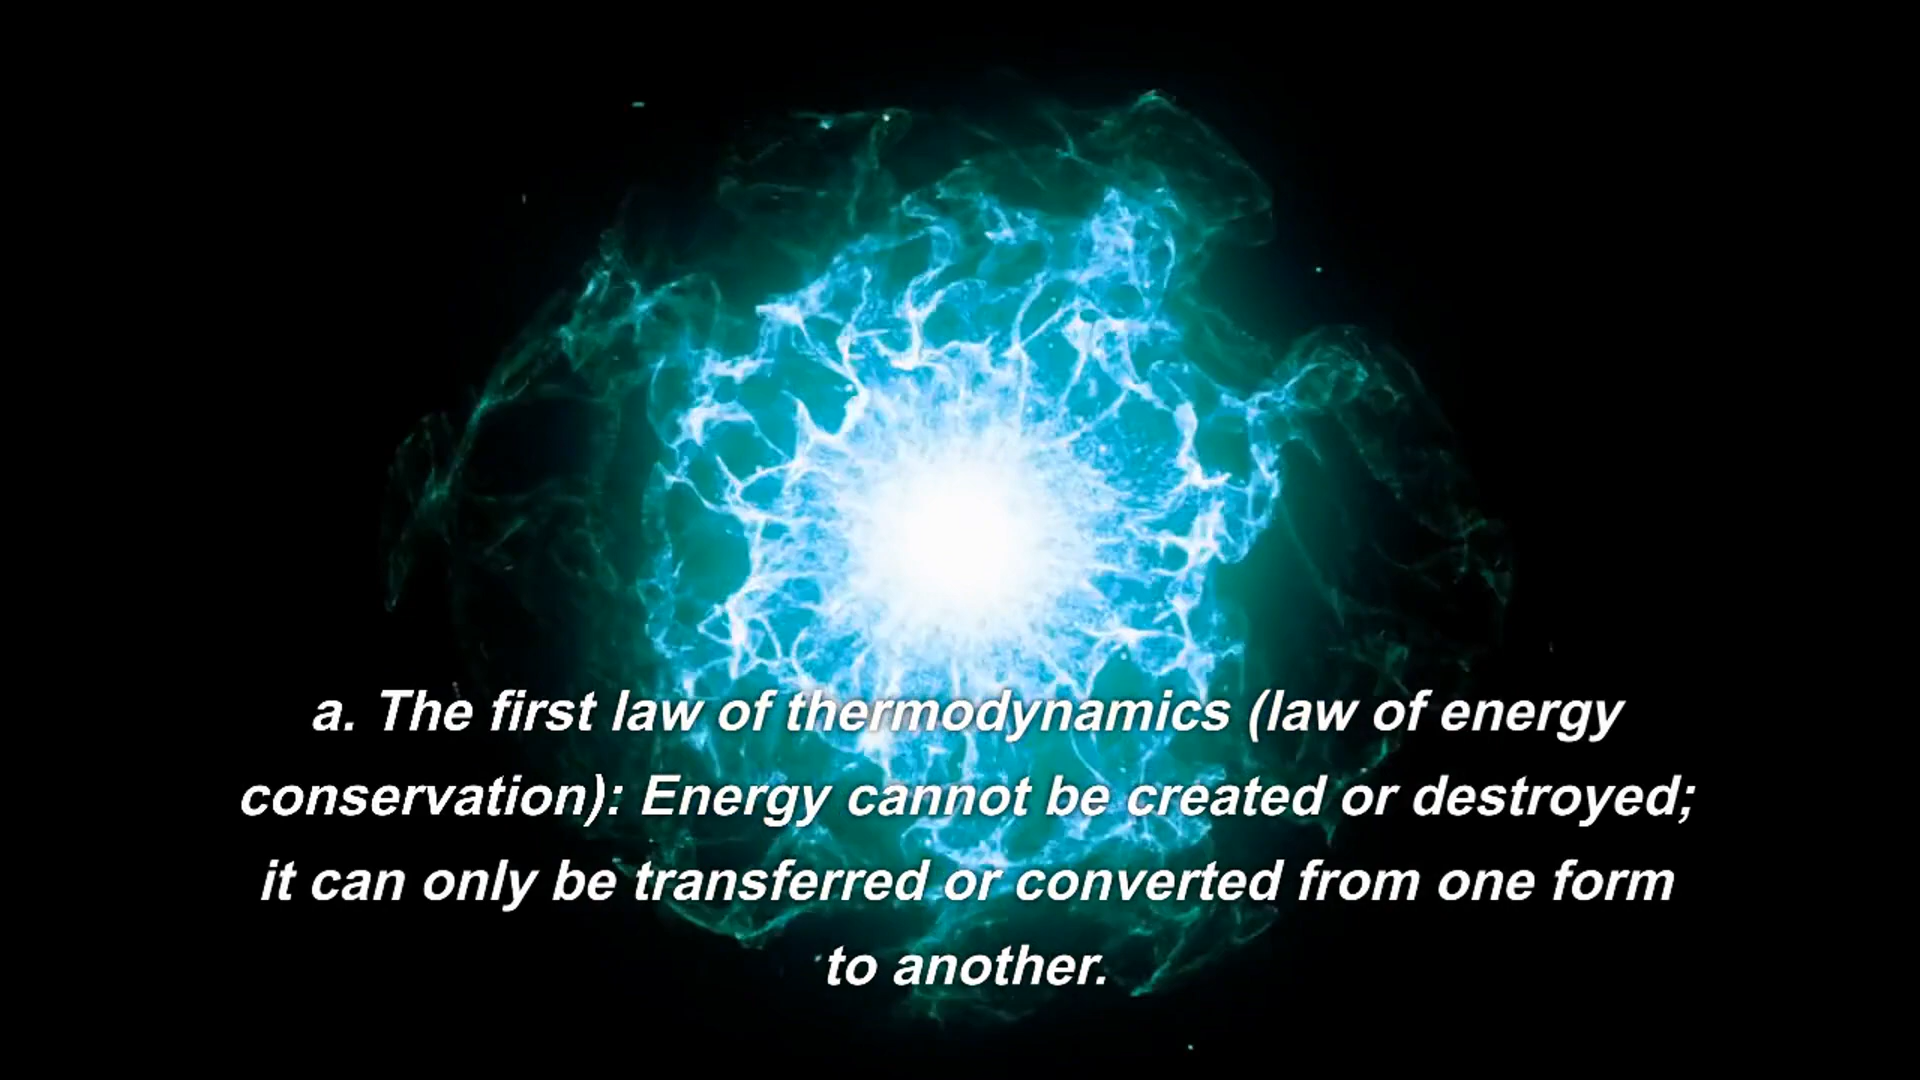 a. The first law of thermodynamics (law of energy
conservation): Energy cannot be created or destroyed;
it can only be transferred or converted from one form
to another.